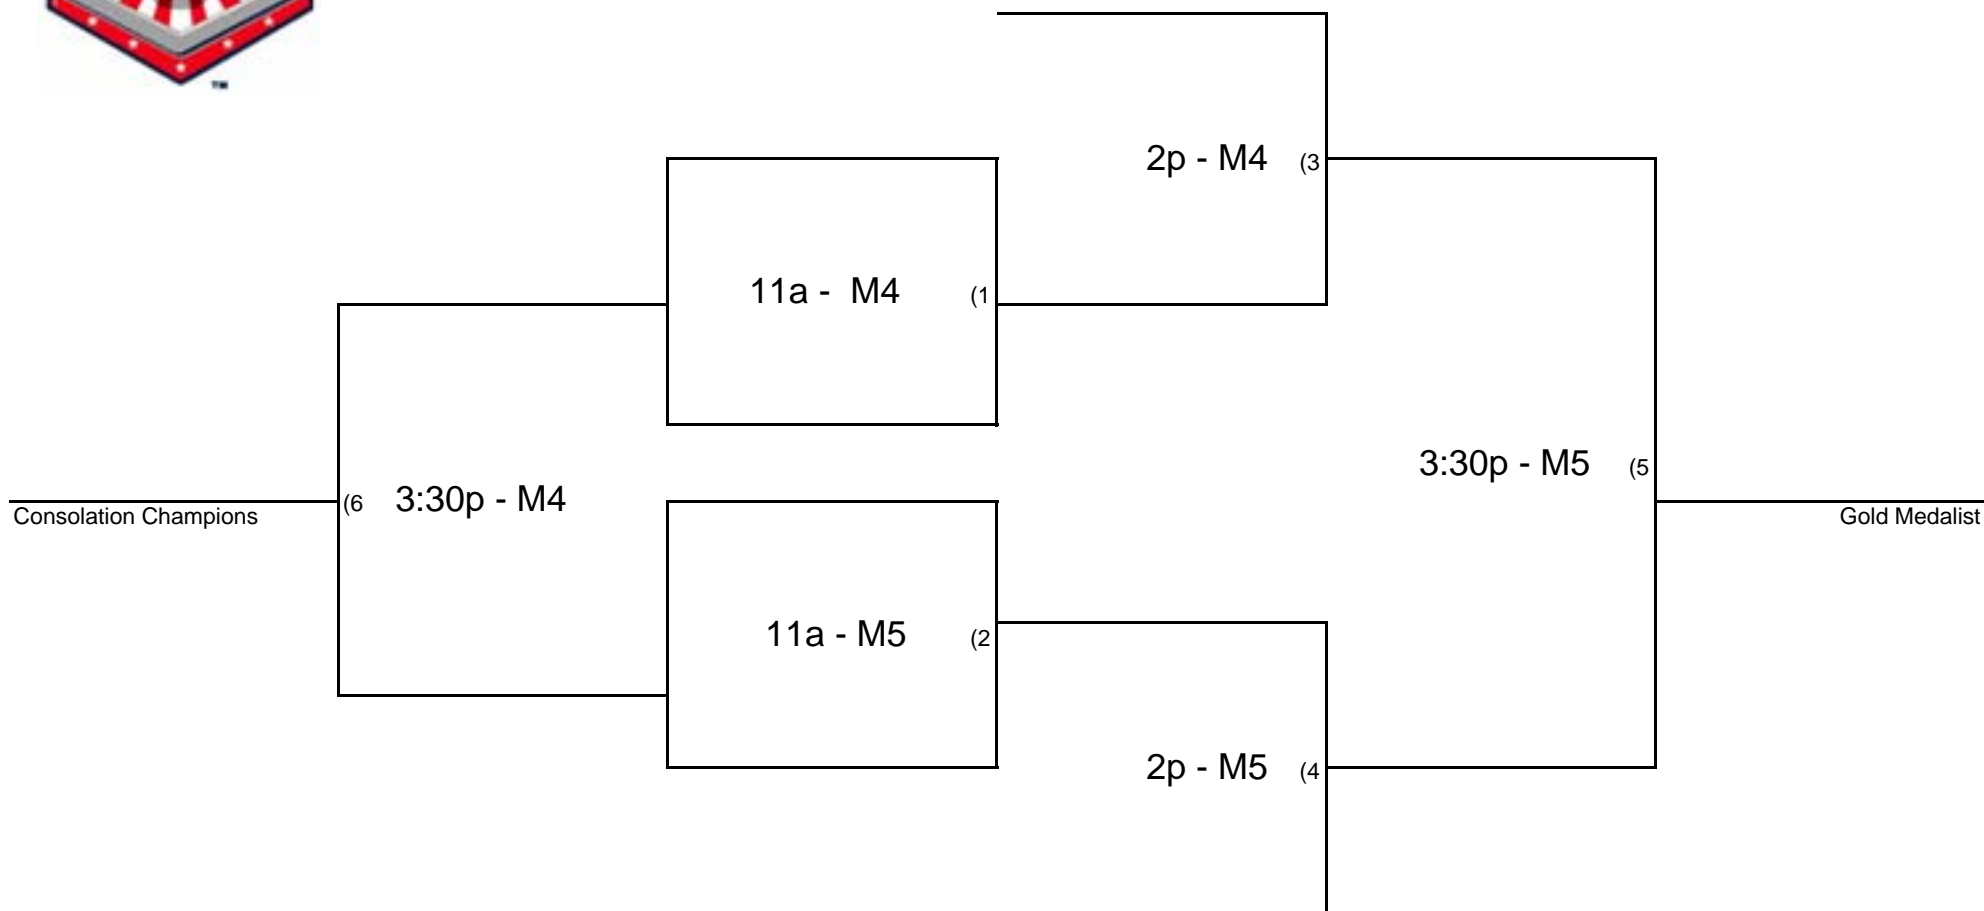 TM
2p - M4 (3
11a - M4 (1
3:30p - M5 (5
(6 3:30p - M4
Consolation Champions
Gold Medalist
11a - M5 (2
2p - M5 (4